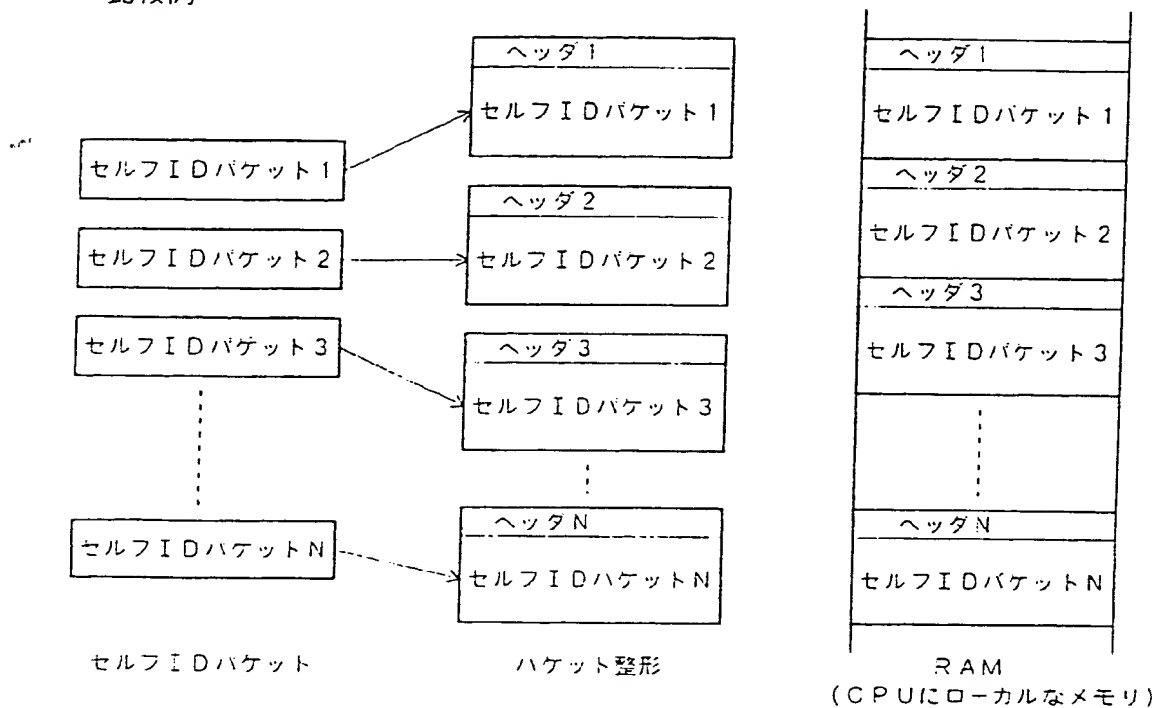 ヘッダ1
セルフIDパケット1
ヘッダ2
セルフIDパケット2
ヘッダ3
セルフIDパケット3
ヘッダN
セルフIDハケットN
セルフIDパケット1
セルフIDパケット2
セルフIDパケット3
セルフIDパケットN
ヘッダ1
セルフIDパケット1
ヘッダ2
セルフIDパケット2
ヘッダ3
セルフIDパケット3
ヘッダN
セルフIDパケットN
セルフIDパケット
ハケット整形
RAM
(CPUにローカルなメモリ)